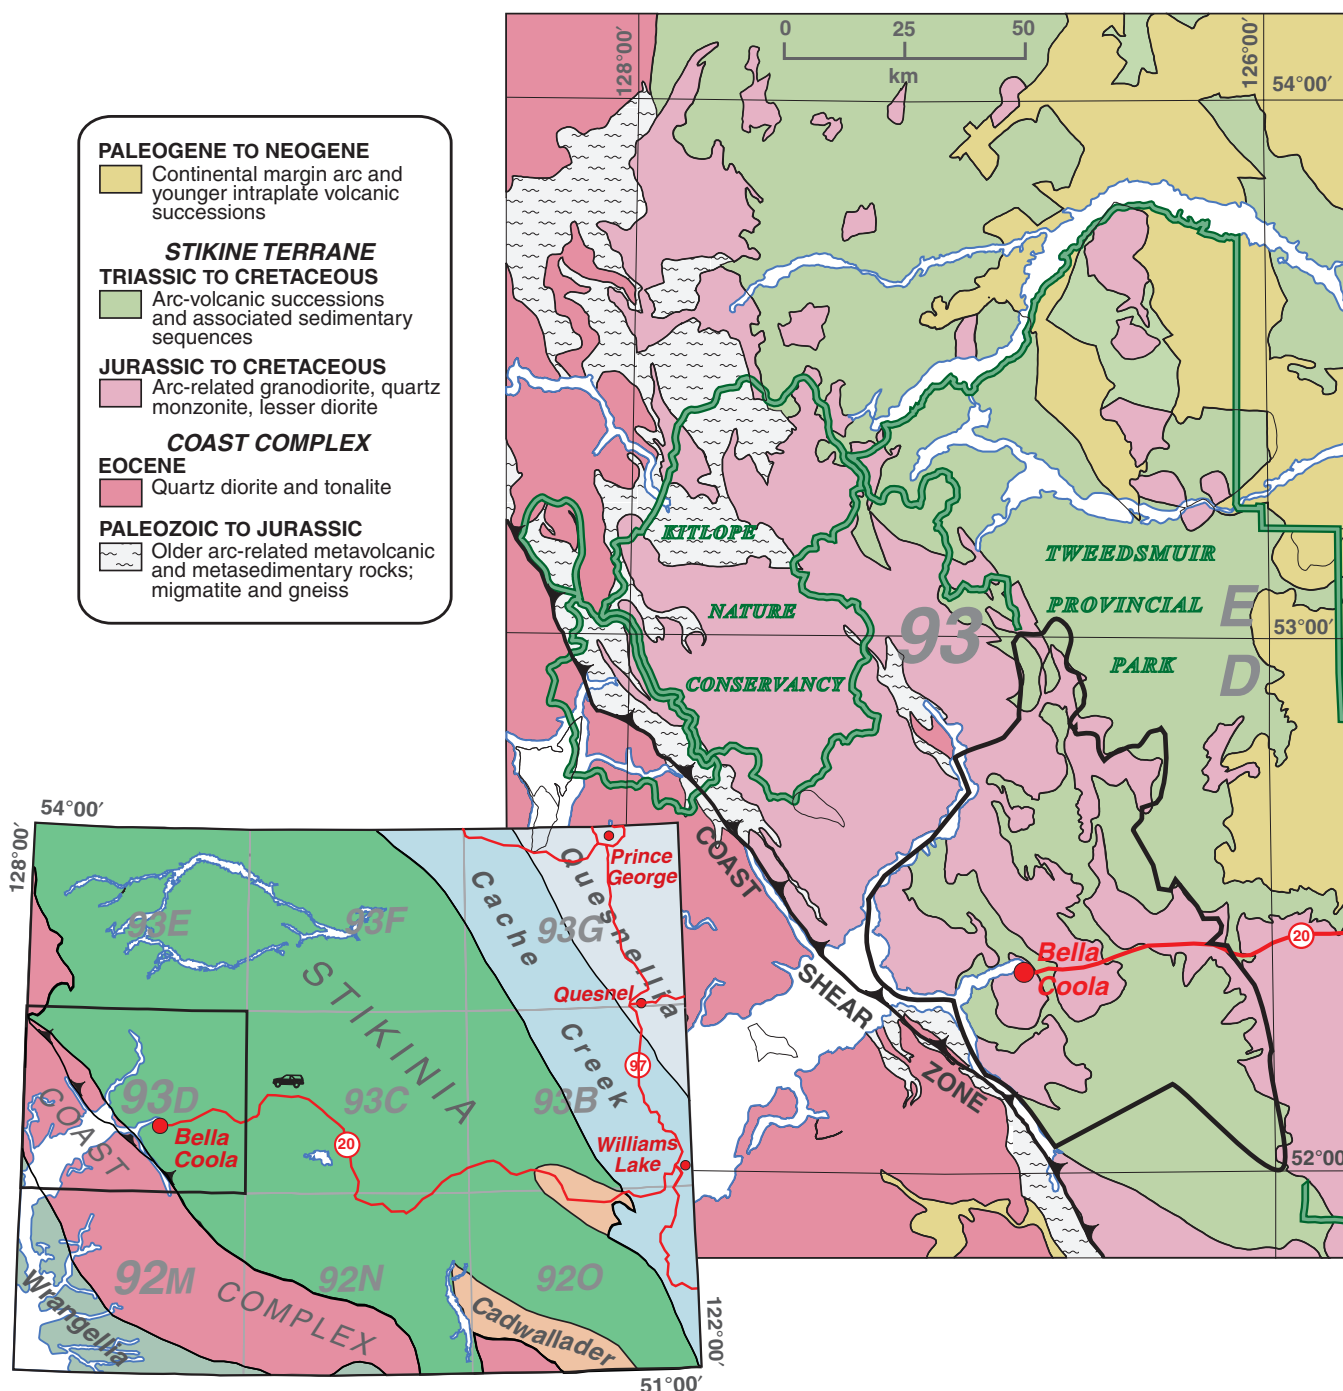 PALEOGENE TO NEOGENE
Continental margin arc and
younger intraplate volcanic
successions
STIKINE TERRANE
TRIASSIC TO CRETACEOUS
Arc-volcanic successions
and associated sedimentary
sequences
JURASSIC TO CRETACEOUS
Arc-related granodiorite, quartz
monzonite, lesser diorite
COAST COMPLEX
EOCENE
Quartz diorite and tonalite
PALEOZOIC TO JURASSIC
Older arc-related metavolcanic
and metasedimentary rocks;
migmatite and gneiss
0 25 50
km
128°00′
126°00′
54°00′
KITLOPE
NATURE
CONSERVANCY
TWEEDSMUIR
PROVINCIAL
PARK
93
E
D
53°00′
COAST
SHEAR
ZONE
Bella
Coola
20
52°00′
54°00′
128°00′
Prince
George
Quesnellia
Cache
Creek
93E
93F
93G
STIKINIA
Quesnel
97
93D
93C
93B
Bella
Coola
20
Williams
Lake
COAST
COMPLEX
92M
92N
92O
Wrangellia
Cadwallader
122°00′
51°00′